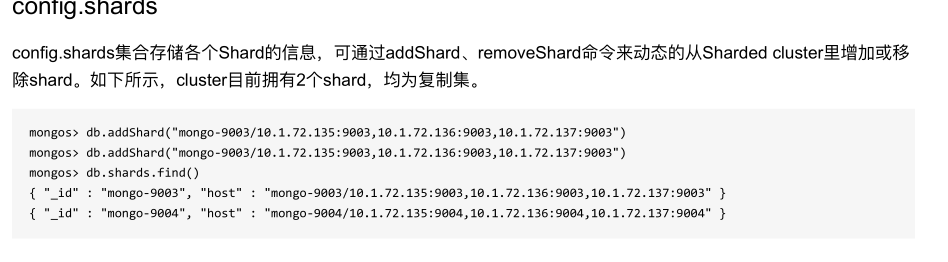 config.shards
config.shards集合存储各个Shard的信息，可通过addShard、removeShard命令来动态的从Sharded cluster里增加或移
除shard。如下所示，cluster目前拥有2个shard，均为复制集。
mongos> db.addShard("mongo-9003/10.1.72.135:9003,10.1.72.136:9003,10.1.72.137:9003")
mongos> db.addShard("mongo-9003/10.1.72.135:9003,10.1.72.136:9003,10.1.72.137:9003")
mongos> db.shards.find()
{ "_id" : "mongo-9003", "host" : "mongo-9003/10.1.72.135:9003,10.1.72.136:9003,10.1.72.137:9003" }
{ "_id" : "mongo-9004", "host" : "mongo-9004/10.1.72.135:9004,10.1.72.136:9004,10.1.72.137:9004" }